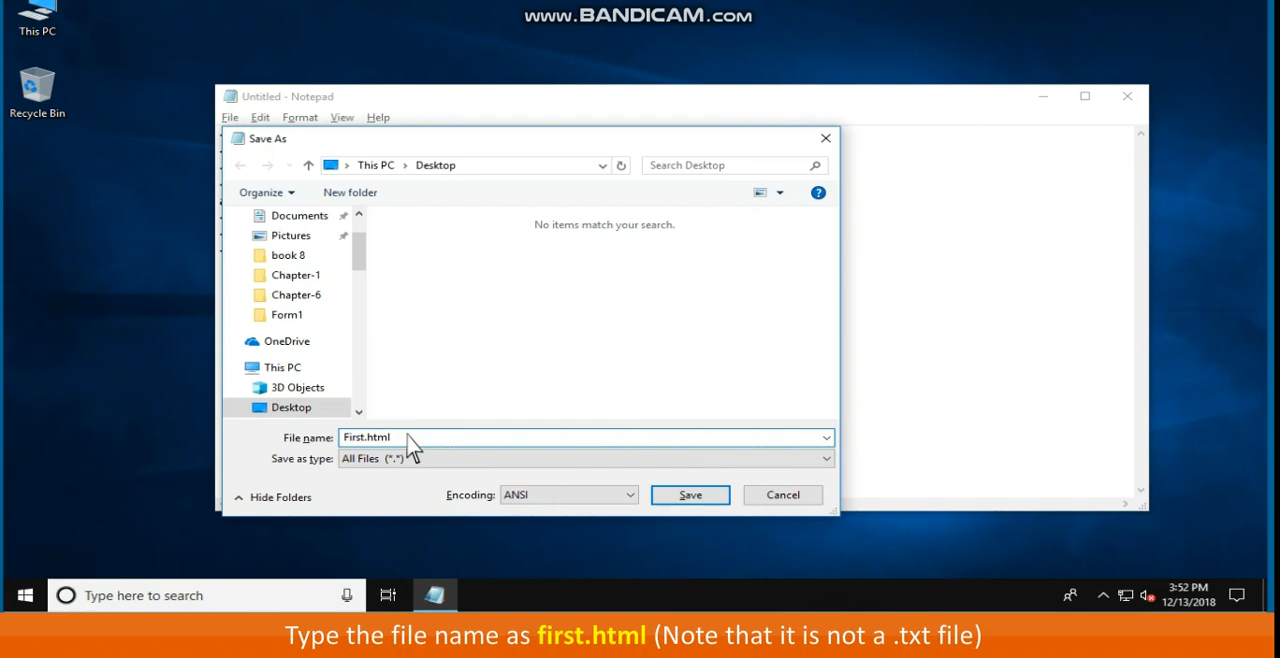 www.BANDICAM.com
This PC
Recycle Bin
Untitled - Notepad
File Edit Format View Help
Save As
This PC > Desktop
Search Desktop
Organize New folder
Documents
Pictures
book 8
Chapter-1
Chapter-6
Form1
OneDrive
This PC
3D Objects
Desktop
No items match your search.
File name: First.html
Save as type: All Files (*.*)
Hide Folders
Encoding: ANSI
Save
Cancel
Type here to search
3:52 PM
12/13/2018
Type the file name as first.html (Note that it is not a .txt file)